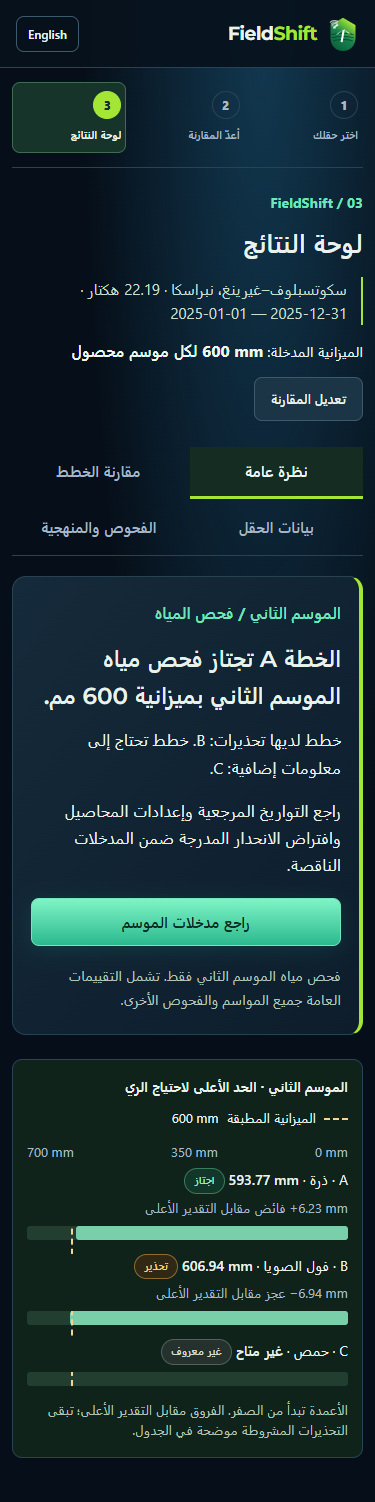 FieldShift
English
1
اختر حقلك
2
أعدّ المقارنة
3
لوحة النتائج
FieldShift / 03
لوحة النتائج
سكوتسبلوف–غيرينغ، نبراسكا · 22.19 هكتار ·
2025-01-01 — 2025-12-31
الميزانية المدخلة: 600 mm لكل موسم محصول
تعديل المقارنة
نظرة عامة
مقارنة الخطط
بيانات الحقل
الفحوص والمنهجية
الموسم الثاني / فحص المياه
الخطة A تجتاز فحص مياه
الموسم الثاني بميزانية 600 مم.
خطط لديها تحذيرات: B. خطط تحتاج إلى
معلومات إضافية: C.
راجع التواريخ المرجعية وإعدادات المحاصيل
وافتراض الانحدار المدرجة ضمن المدخلات
الناقصة.
راجع مدخلات الموسم
فحص مياه الموسم الثاني فقط. تشمل التقييمات
العامة جميع المواسم والفحوص الأخرى.
الموسم الثاني · الحد الأعلى لاحتياج الري
الميزانية المطبقة 600 mm
0 mm 350 mm 700 mm
A · ذرة · 593.77 mm اجتاز
+6.23 mm فائض مقابل التقدير الأعلى
B · فول الصويا · 606.94 mm تحذير
−6.94 mm عجز مقابل التقدير الأعلى
C · حمص · غير متاح غير معروف
الأعمدة تبدأ من الصفر. الفروق مقابل التقدير الأعلى؛ تبقى
التحذيرات المشروطة موضحة في الجدول.